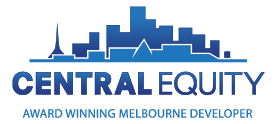 CENTRAL EQUITY
AWARD WINNING MELBOURNE DEVELOPER